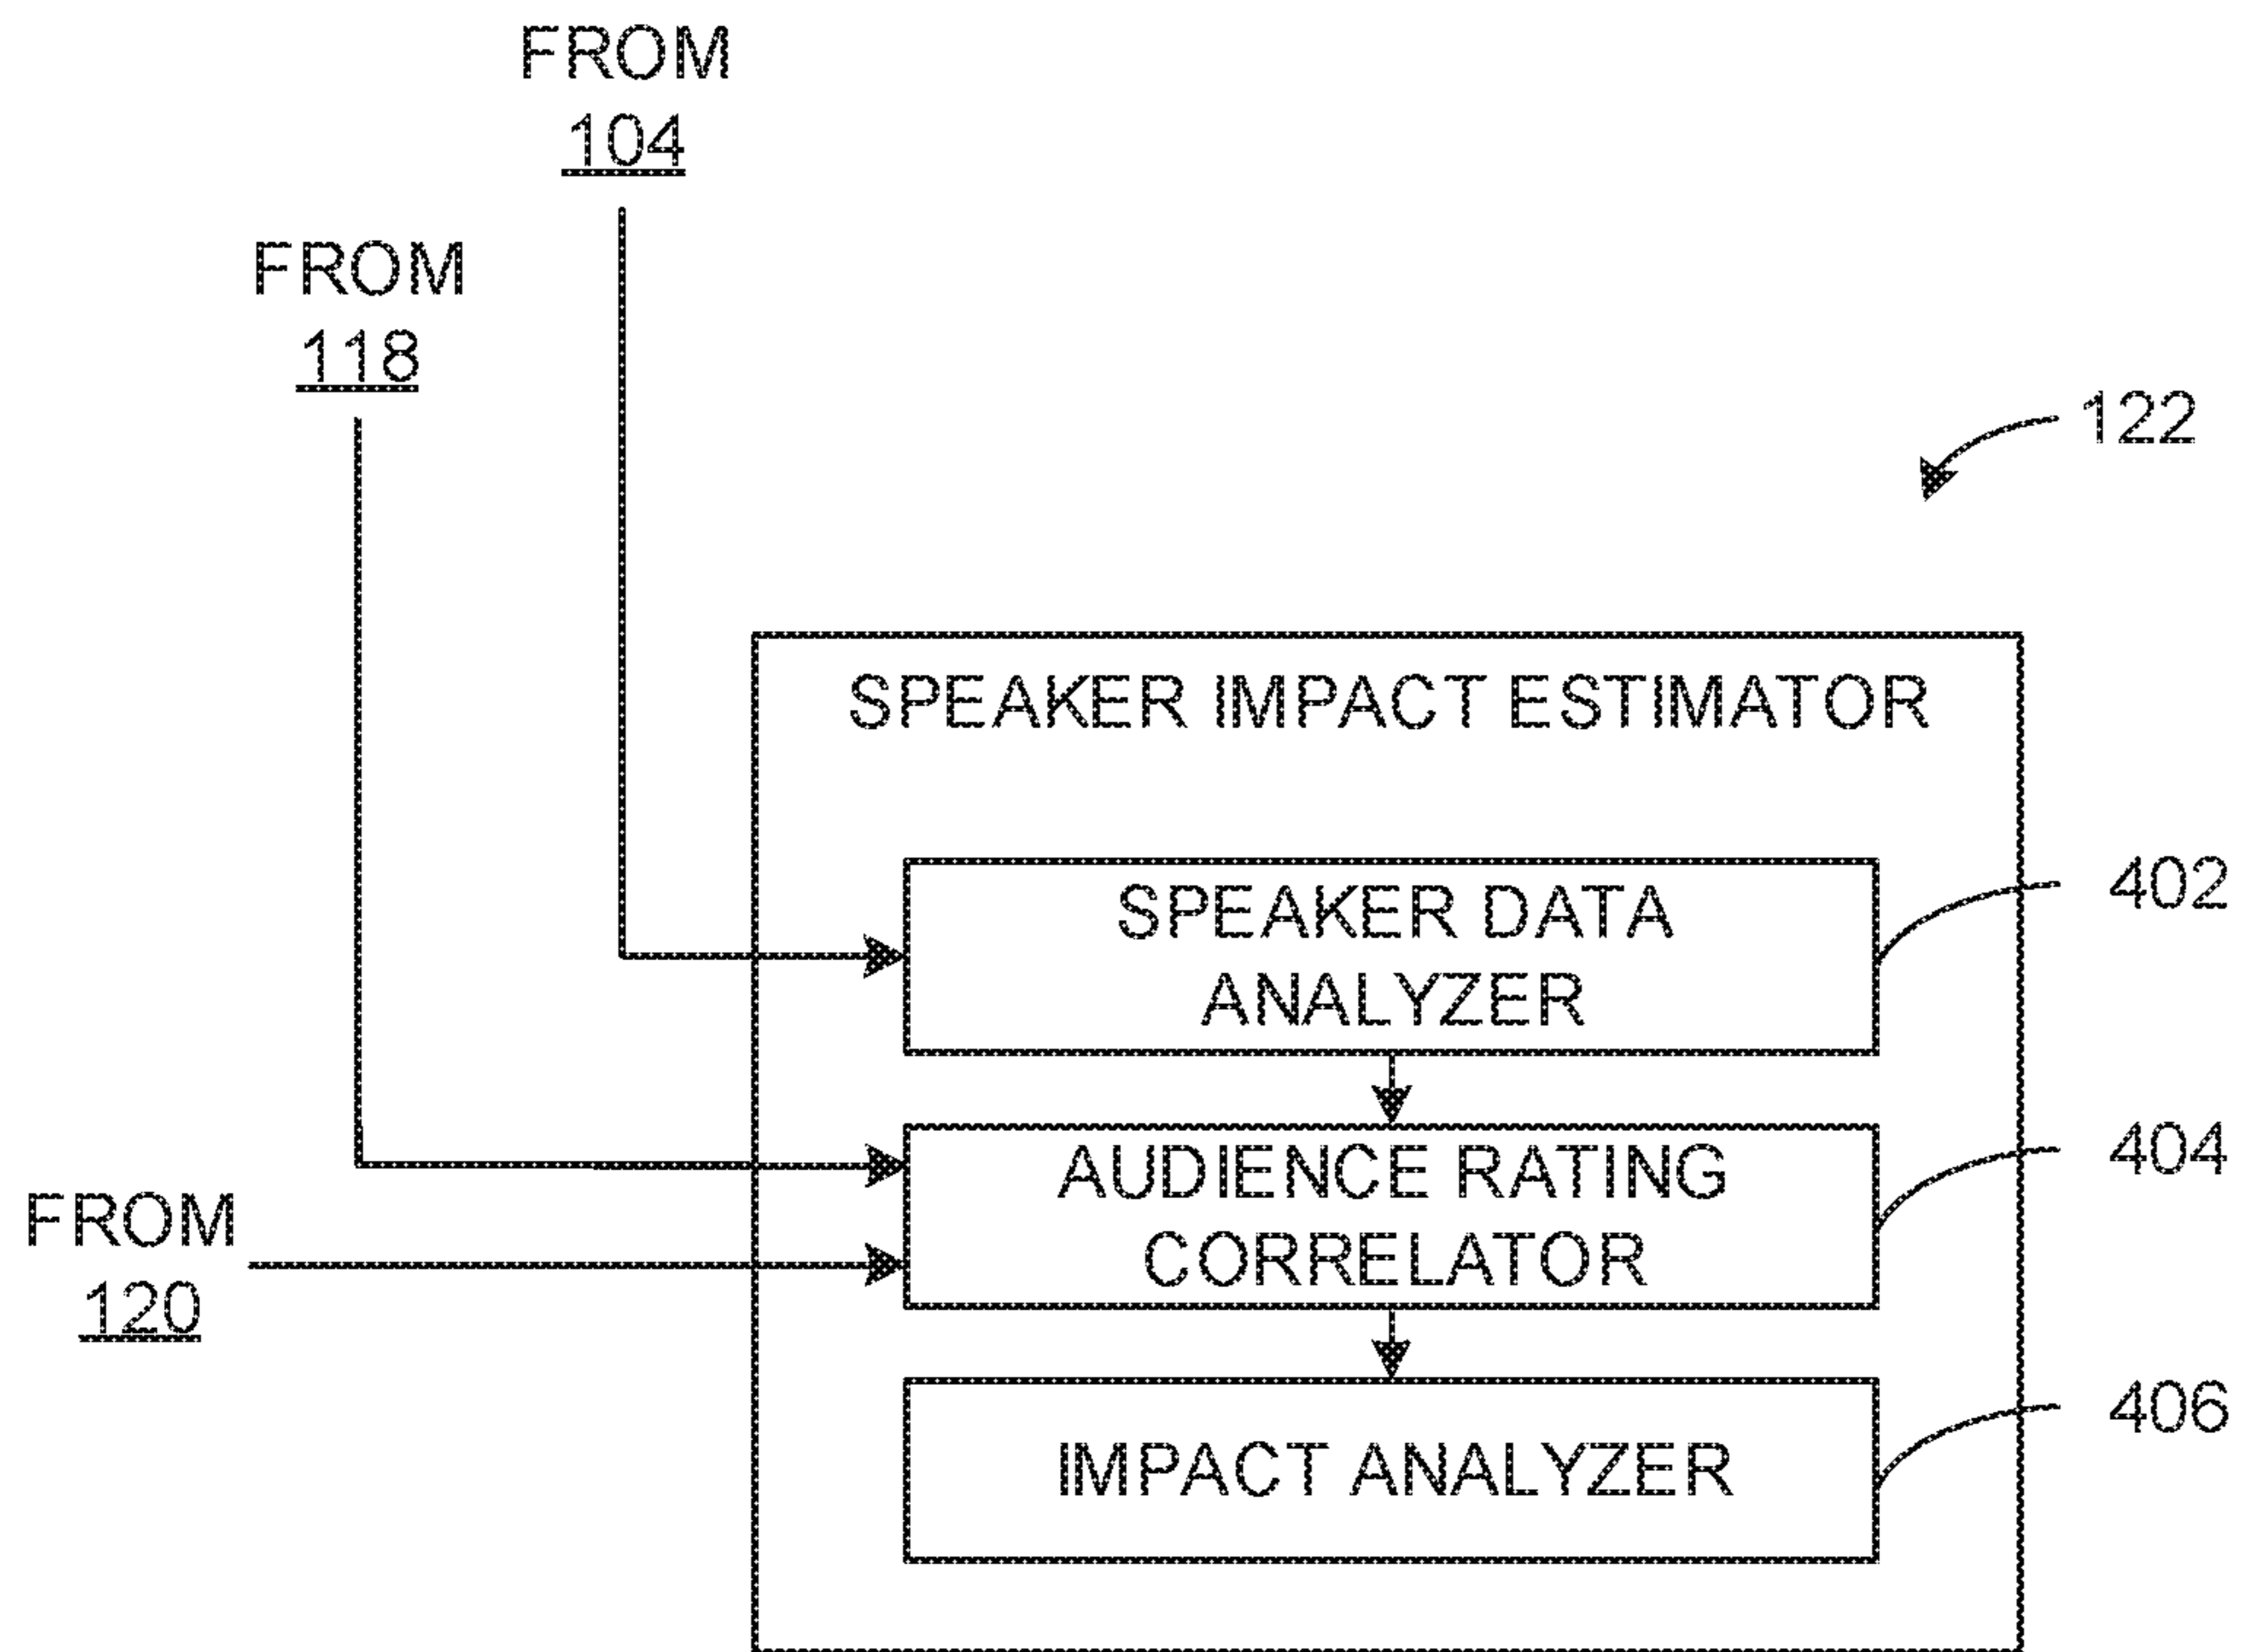 FROM
104
FROM
118
122
SPEAKER IMPACT ESTIMATOR
SPEAKER DATA
ANALYZER
402
AUDIENCE RATING
CORRELATOR
404
FROM
120
IMPACT ANALYZER
406